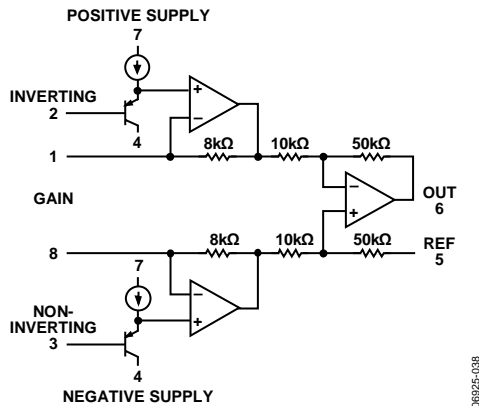 POSITIVE SUPPLY
7
INVERTING
2
+
−
4
8kΩ
10kΩ
50kΩ
1
−
+
OUT
6
GAIN
8kΩ
10kΩ
50kΩ
REF
5
8
7
−
+
NON-
INVERTING
3
4
NEGATIVE SUPPLY
06925-038